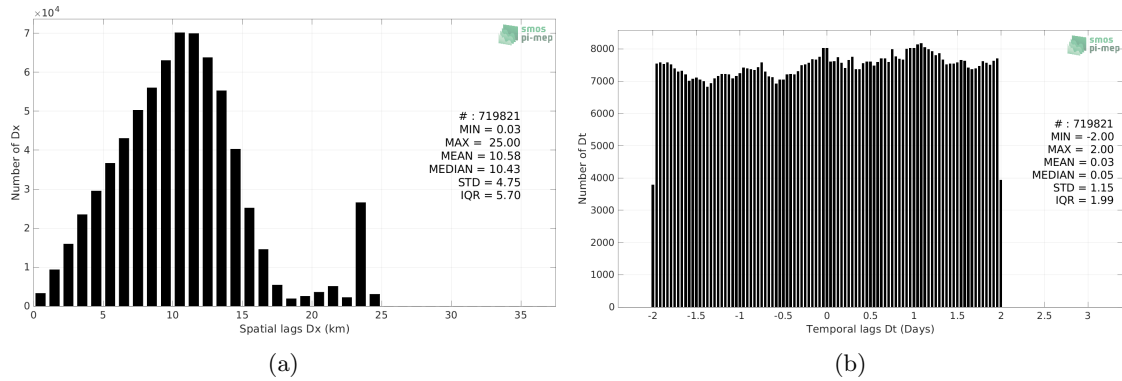 ×10⁴
7
6
5
4
3
2
1
0
Number of Dx
0 5 10 15 20 25 30 35
Spatial lags Dx (km)
smos
pi-mep
# : 719821
MIN = 0.03
MAX = 25.00
MEAN = 10.58
MEDIAN = 10.43
STD = 4.75
IQR = 5.70
(a)
8000
7000
6000
5000
4000
3000
2000
1000
0
Number of Dt
-2 -1.5 -1 -0.5 0 0.5 1 1.5 2 2.5 3
Temporal lags Dt (Days)
smos
pi-mep
# : 719821
MIN = -2.00
MAX = 2.00
MEAN = 0.03
MEDIAN = 0.05
STD = 1.15
IQR = 1.99
(b)